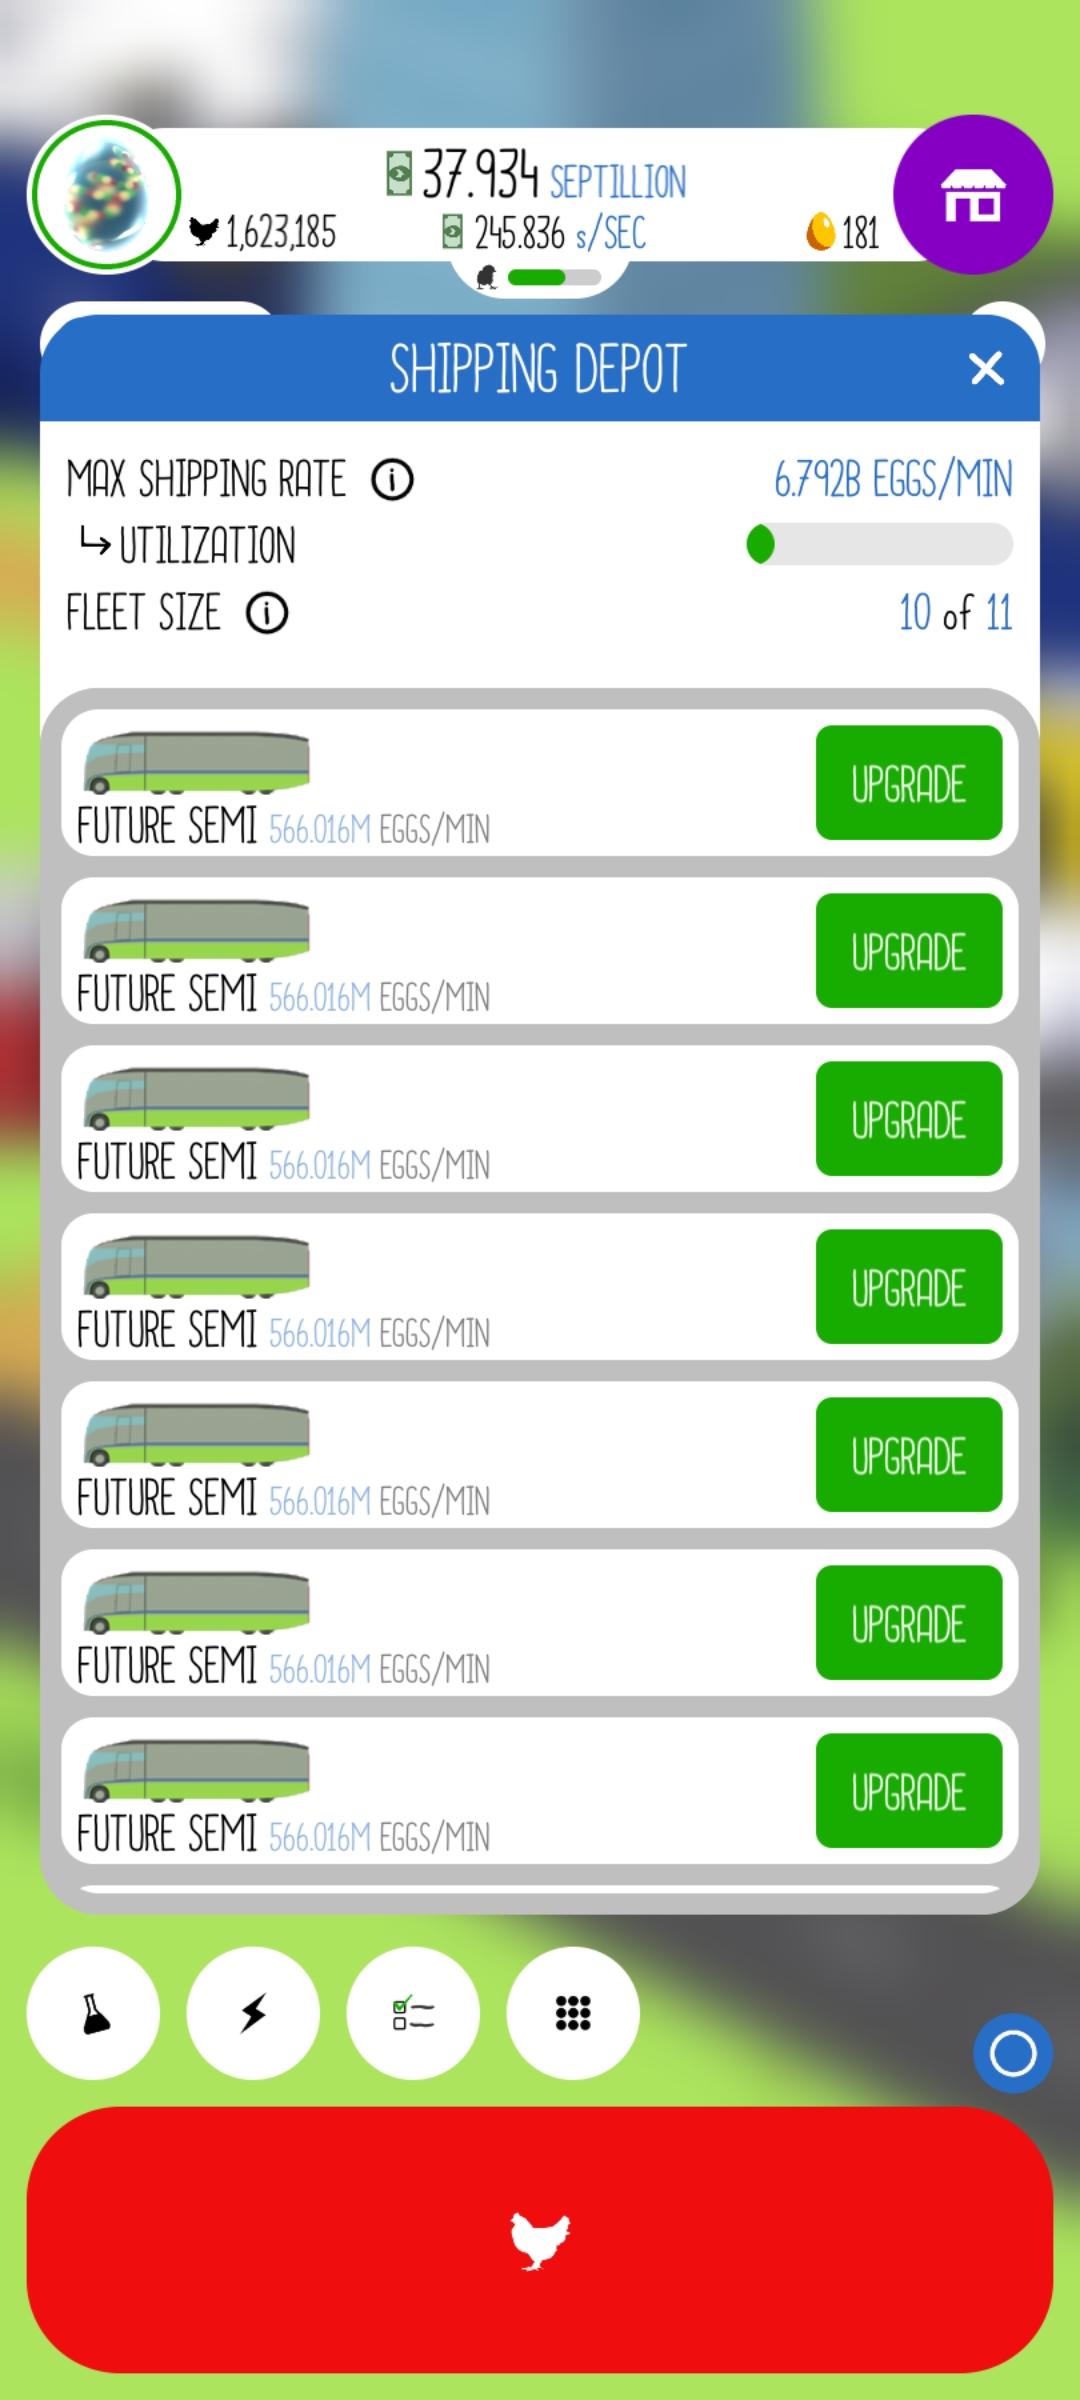 37.934 SEPTILLION
1,623,185 245.836 s/SEC 181
SHIPPING DEPOT
MAX SHIPPING RATE 6.792B EGGS/MIN
UTILIZATION
FLEET SIZE 10 of 11
UPGRADE
FUTURE SEMI 566.016M EGGS/MIN
UPGRADE
FUTURE SEMI 566.016M EGGS/MIN
UPGRADE
FUTURE SEMI 566.016M EGGS/MIN
UPGRADE
FUTURE SEMI 566.016M EGGS/MIN
UPGRADE
FUTURE SEMI 566.016M EGGS/MIN
UPGRADE
FUTURE SEMI 566.016M EGGS/MIN
UPGRADE
FUTURE SEMI 566.016M EGGS/MIN